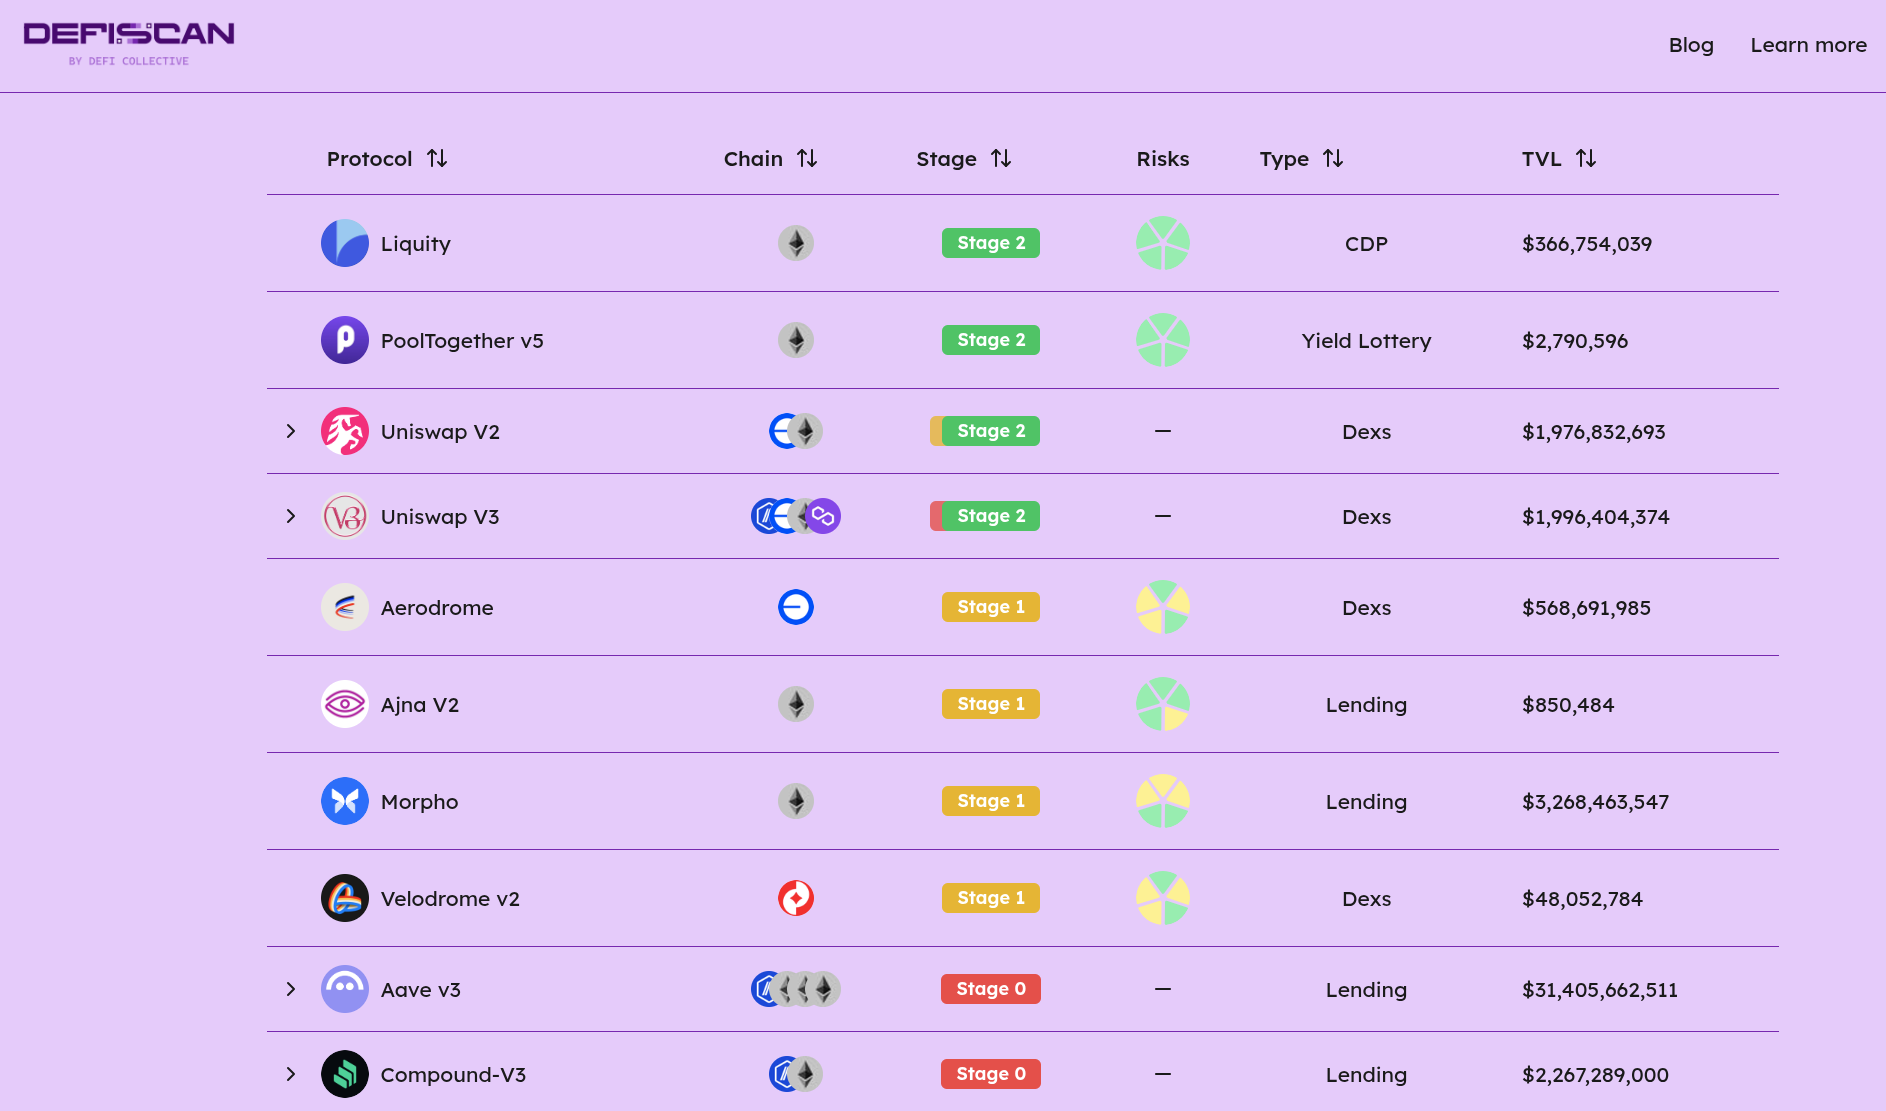 DEFISCAN
BY DEFI COLLECTIVE
Blog Learn more
Protocol Chain Stage Risks Type TVL
Liquity Stage 2 CDP $366,754,039
PoolTogether v5 Stage 2 Yield Lottery $2,790,596
Uniswap V2 Stage 2 — Dexs $1,976,832,693
Uniswap V3 Stage 2 — Dexs $1,996,404,374
Aerodrome Stage 1 Dexs $568,691,985
Ajna V2 Stage 1 Lending $850,484
Morpho Stage 1 Lending $3,268,463,547
Velodrome v2 Stage 1 Dexs $48,052,784
Aave v3 Stage 0 — Lending $31,405,662,511
Compound-V3 Stage 0 — Lending $2,267,289,000